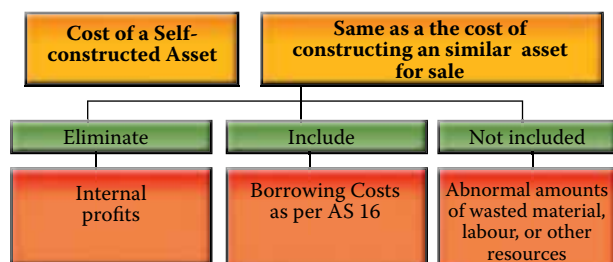 Cost of a Self-
constructed Asset
Same as a the cost of
constructing an similar asset
for sale
Eliminate
Include
Not included
Internal
profits
Borrowing Costs
as per AS 16
Abnormal amounts
of wasted material,
labour, or other
resources